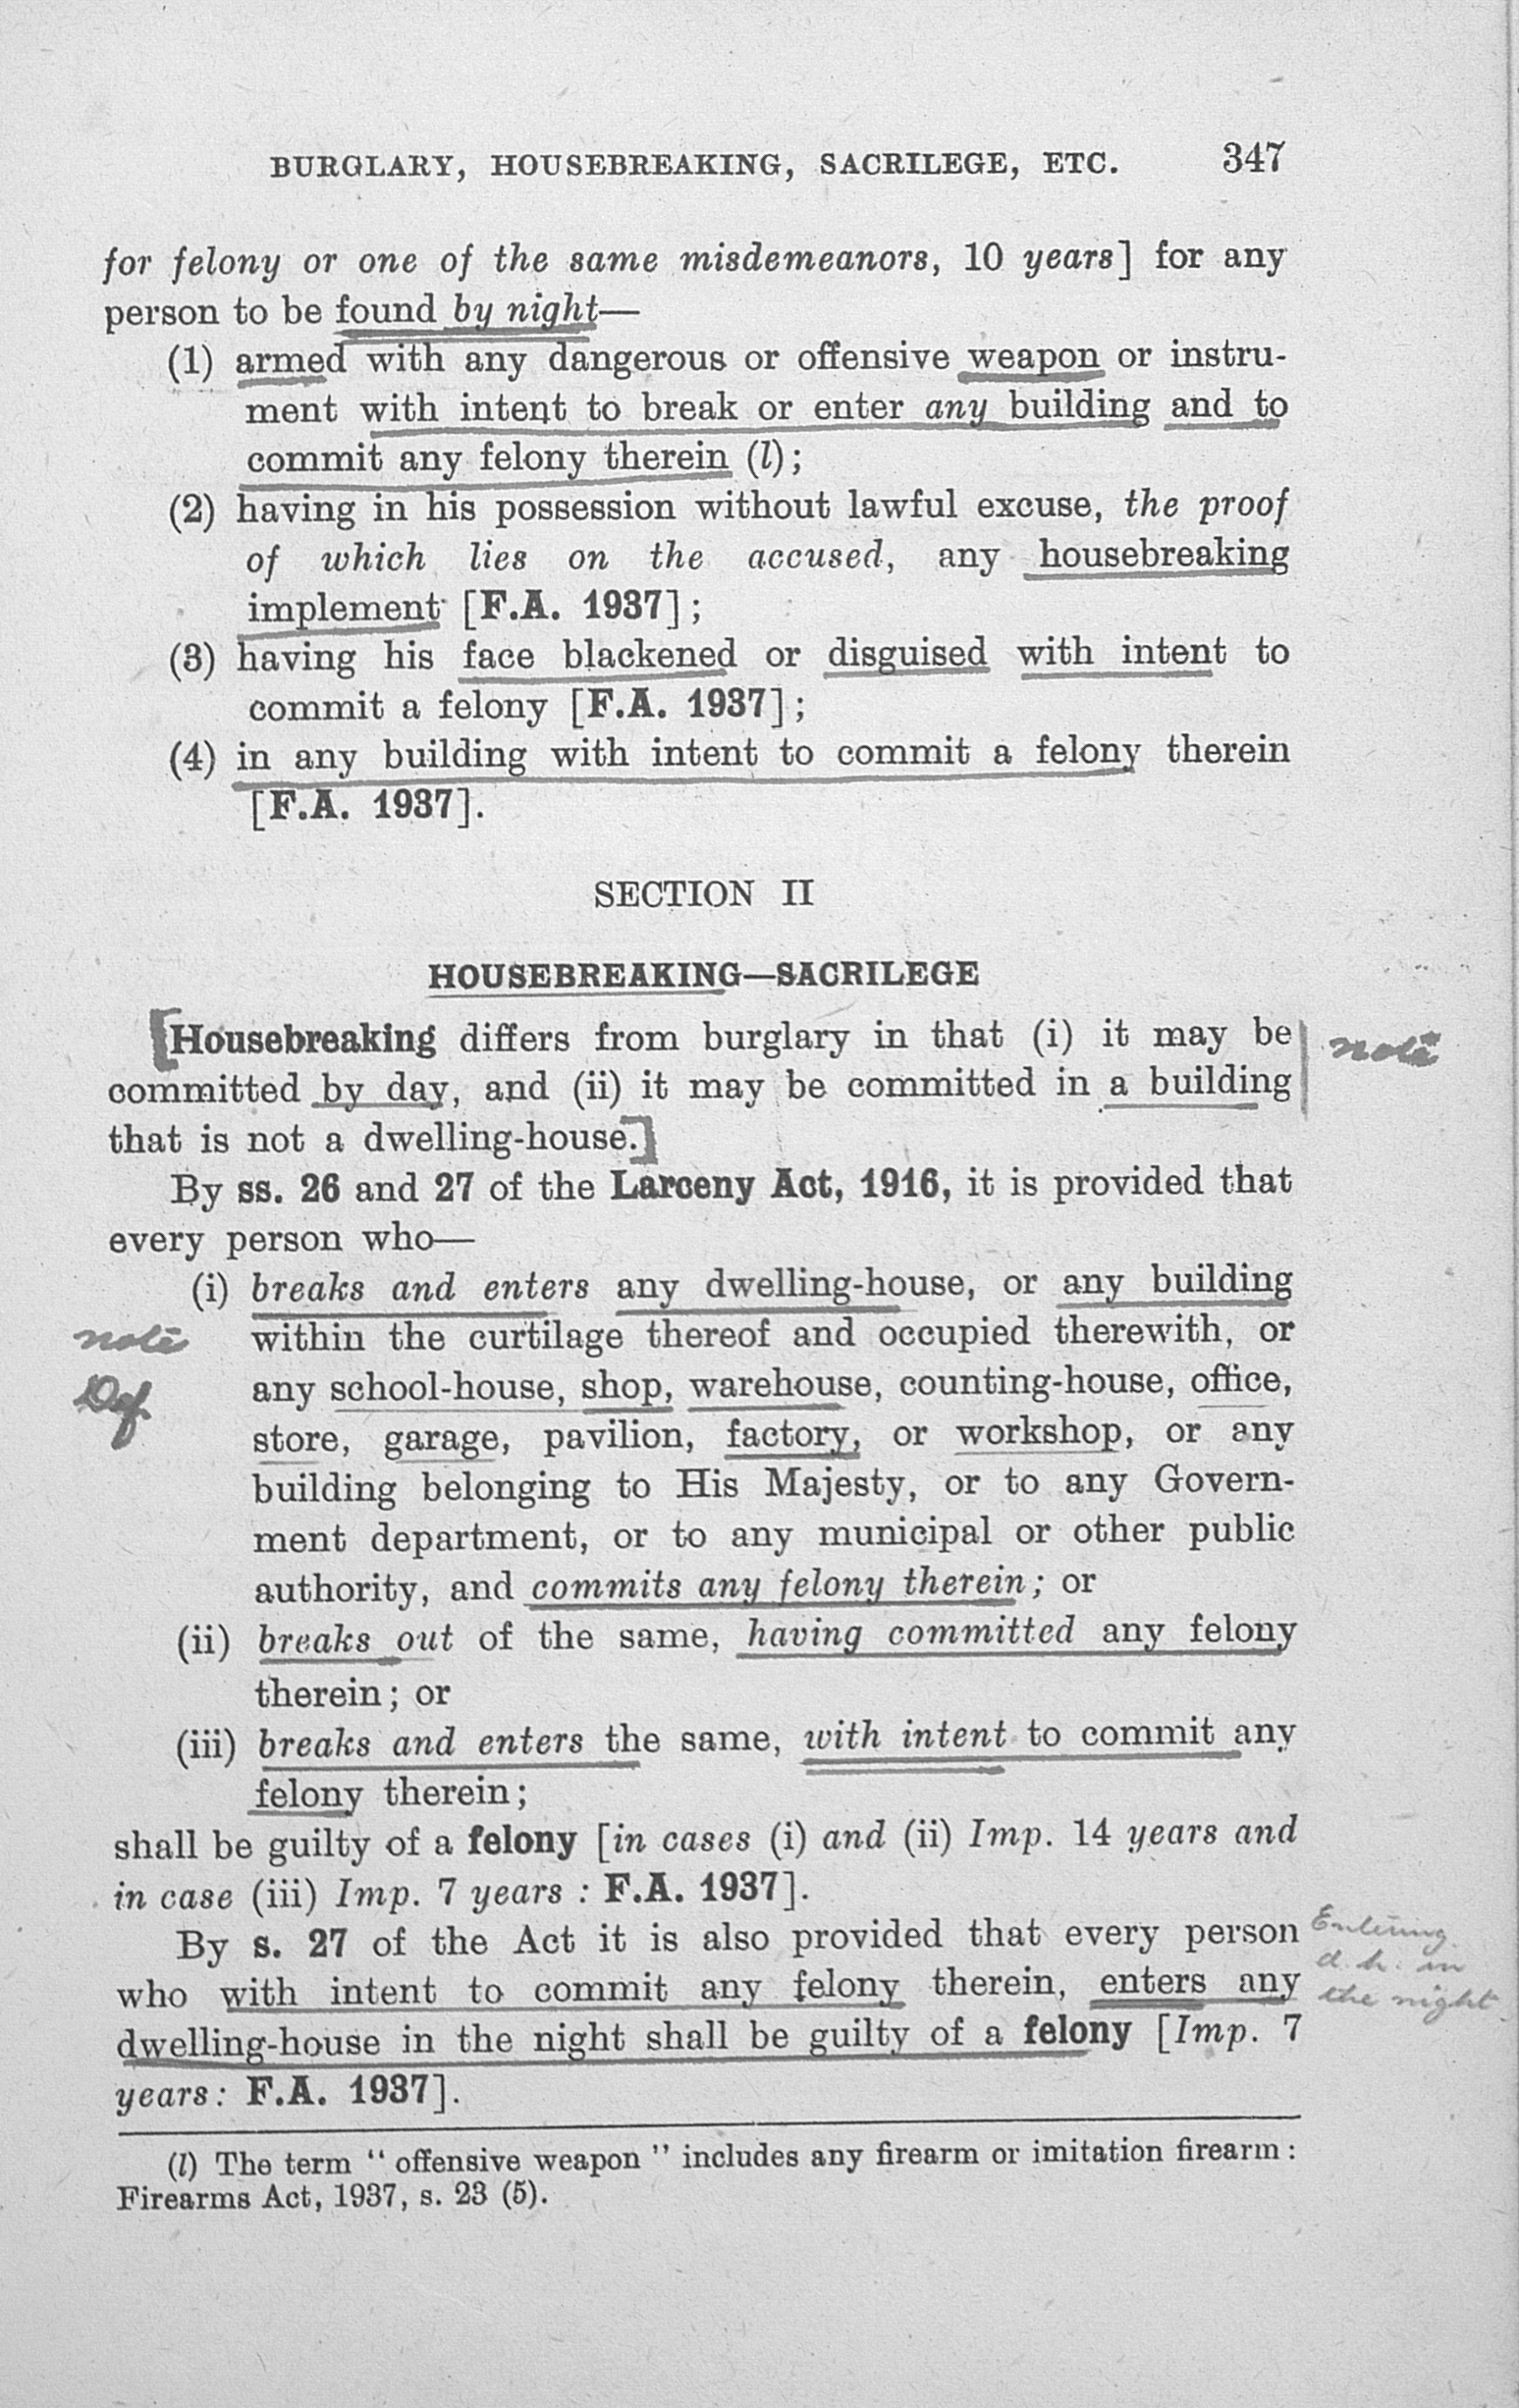 BURGLARY, HOUSEBREAKING, SACRILEGE, ETC. 347
for felony or one of the same misdemeanors, 10 years] for any
person to be found by night—
(1) armed with any dangerous or offensive weapon or instru-
ment with intent to break or enter any building and to
commit any felony therein (l);
(2) having in his possession without lawful excuse, the proof
of which lies on the accused, any housebreaking
implement [F.A. 1937];
(3) having his face blackened or disguised with intent to
commit a felony [F.A. 1937];
(4) in any building with intent to commit a felony therein
[F.A. 1937].
SECTION II
HOUSEBREAKING—SACRILEGE
[Housebreaking differs from burglary in that (i) it may be
note
committed by day, and (ii) it may be committed in a building
that is not a dwelling-house.]
By ss. 26 and 27 of the Larceny Act, 1916, it is provided that
every person who—
(i) breaks and enters any dwelling-house, or any building
note
within the curtilage thereof and occupied therewith, or
Def
any school-house, shop, warehouse, counting-house, office,
store, garage, pavilion, factory, or workshop, or any
building belonging to His Majesty, or to any Govern-
ment department, or to any municipal or other public
authority, and commits any felony therein; or
(ii) breaks out of the same, having committed any felony
therein; or
(iii) breaks and enters the same, with intent to commit any
felony therein;
shall be guilty of a felony [in cases (i) and (ii) Imp. 14 years and
in case (iii) Imp. 7 years : F.A. 1937].
By s. 27 of the Act it is also provided that every person
Entering
d. h. in
the night
who with intent to commit any felony therein, enters any
dwelling-house in the night shall be guilty of a felony [Imp. 7
years: F.A. 1937].
(l) The term “ offensive weapon ” includes any firearm or imitation firearm :
Firearms Act, 1937, s. 23 (5).